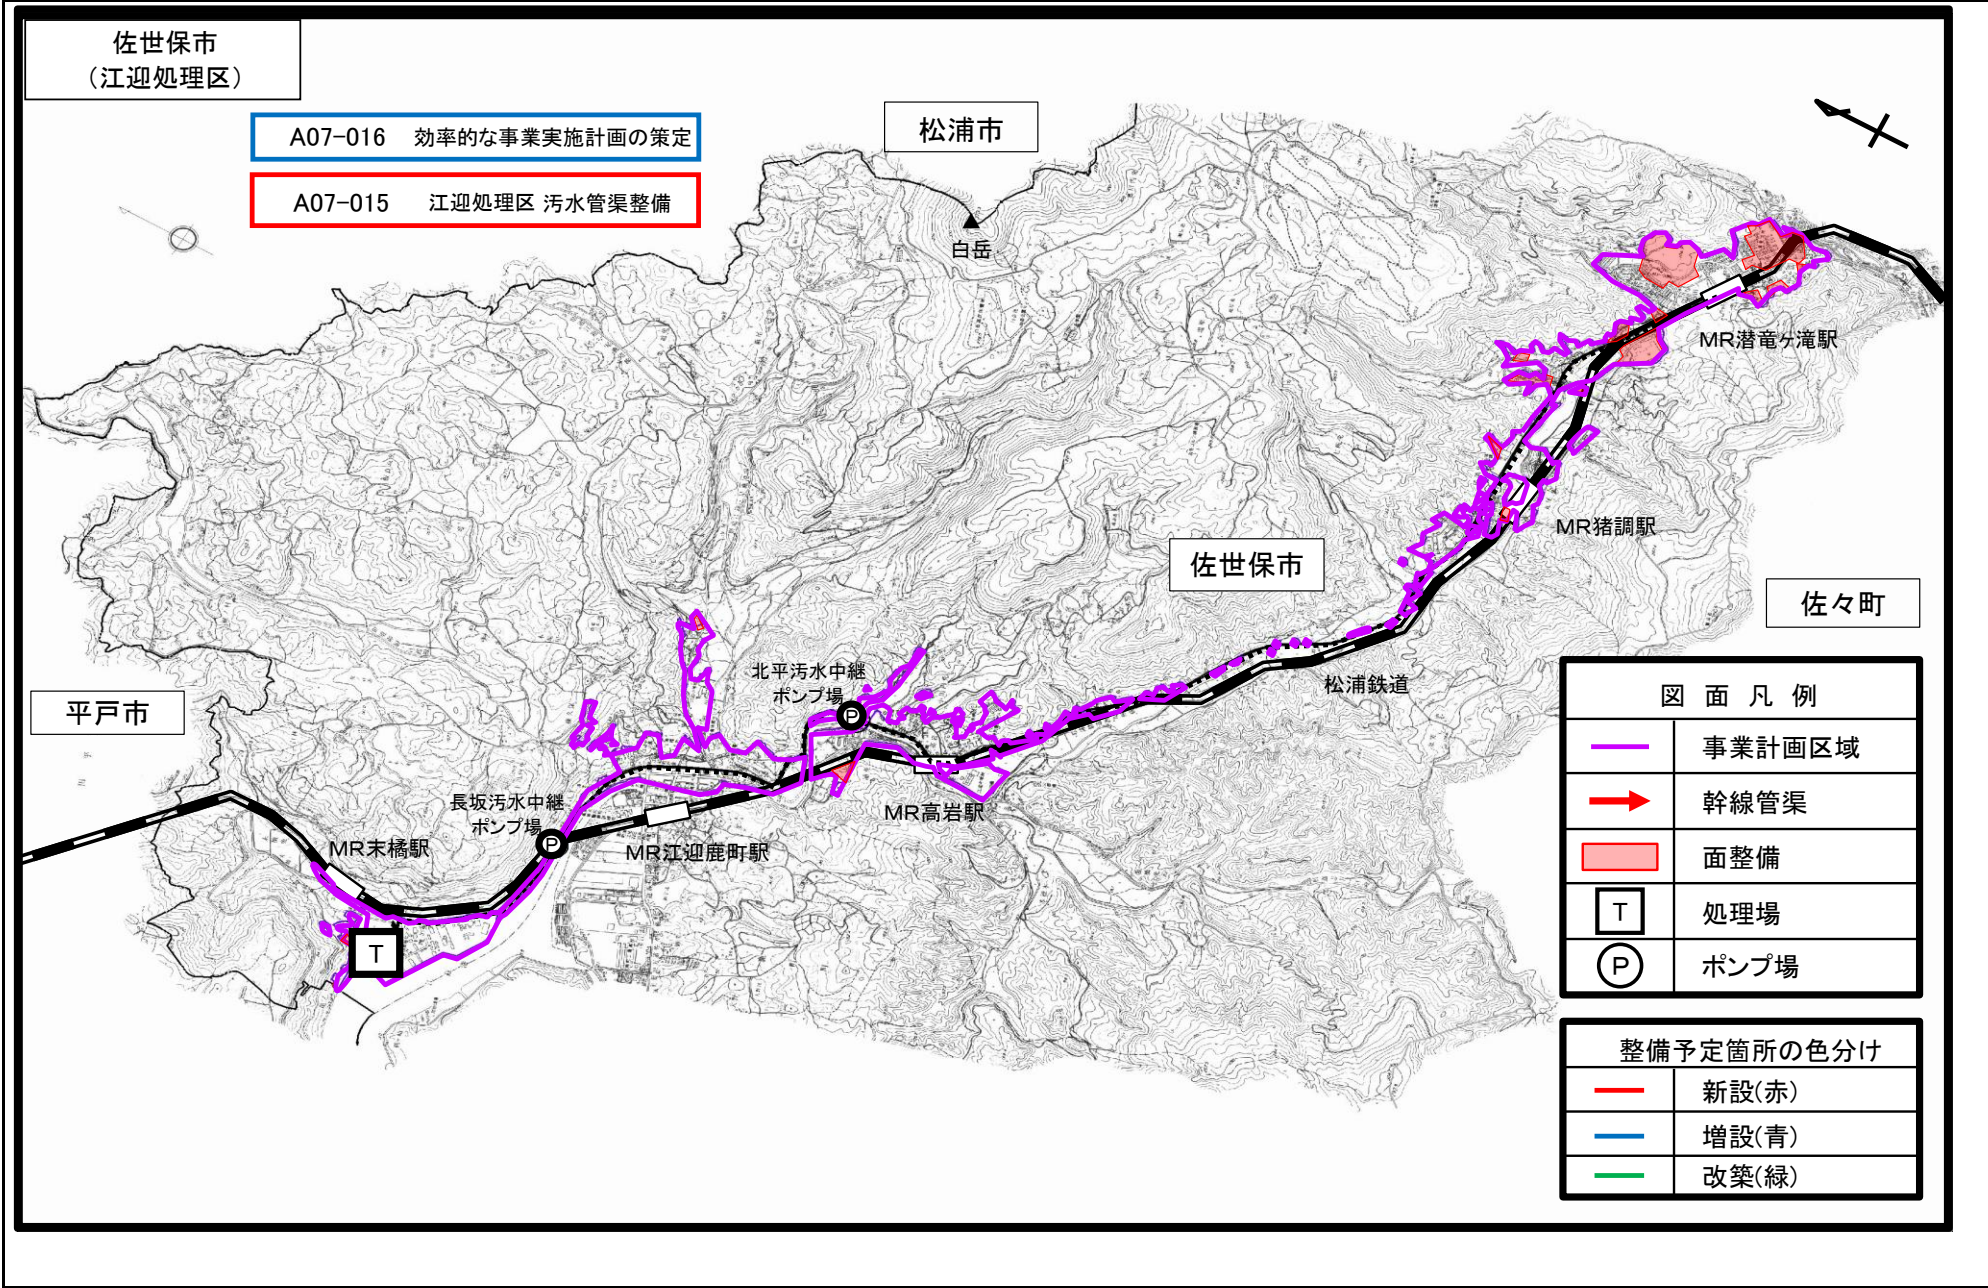 佐世保市
（江迎処理区）
A07-016 効率的な事業実施計画の策定
A07-015 江迎処理区 汚水管渠整備
松浦市
白岳
MR潜竜ヶ滝駅
MR猪調駅
佐世保市
佐々町
松浦鉄道
北平汚水中継
ポンプ場
P
平戸市
MR高岩駅
長坂汚水中継
ポンプ場
P
MR江迎鹿町駅
MR末橘駅
T
図面凡例
事業計画区域
幹線管渠
面整備
T 処理場
P ポンプ場
整備予定箇所の色分け
新設(赤)
増設(青)
改築(緑)